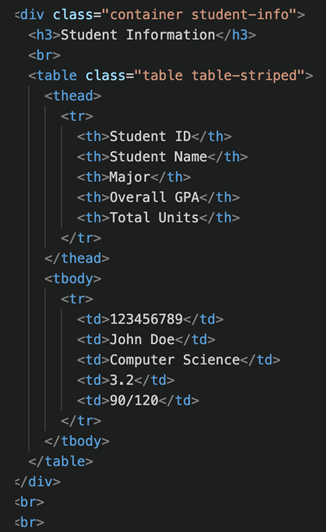 <div class="container student-info">
<h3>Student Information</h3>
<br>
<table class="table table-striped">
<thead>
<tr>
<th>Student ID</th>
<th>Student Name</th>
<th>Major</th>
<th>Overall GPA</th>
<th>Total Units</th>
</tr>
</thead>
<tbody>
<tr>
<td>123456789</td>
<td>John Doe</td>
<td>Computer Science</td>
<td>3.2</td>
<td>90/120</td>
</tr>
</tbody>
</table>
</div>
<br>
<br>